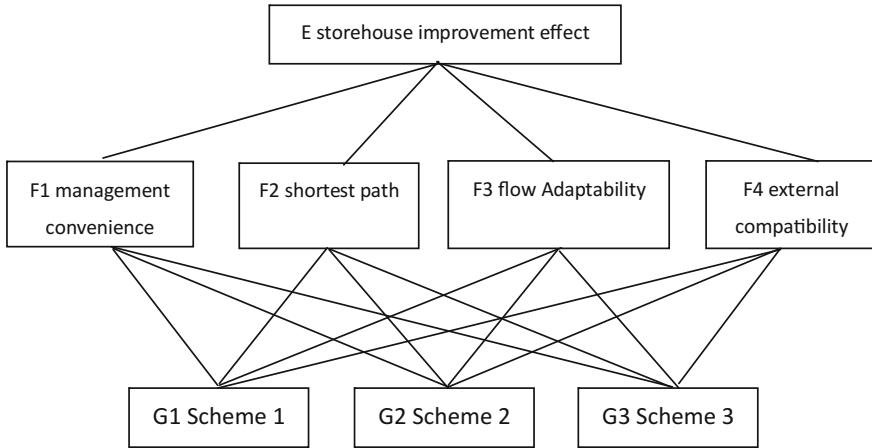 E storehouse improvement effect
F1 management
convenience
F2 shortest path
F3 flow Adaptability
F4 external
compatibility
G1 Scheme 1
G2 Scheme 2
G3 Scheme 3